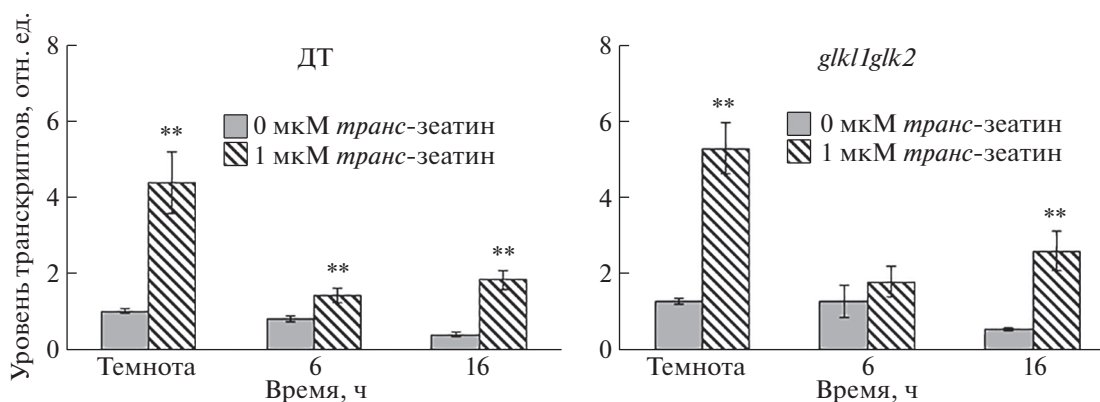 Уровень транскриптов, отн. ед.
8
6
4
2
0
ДТ
0 мкМ транс-зеатин
1 мкМ транс-зеатин
**
**
**
Темнота
6
16
Время, ч
8
6
4
2
0
glkl1glk2
0 мкМ транс-зеатин
1 мкМ транс-зеатин
**
**
Темнота
6
16
Время, ч